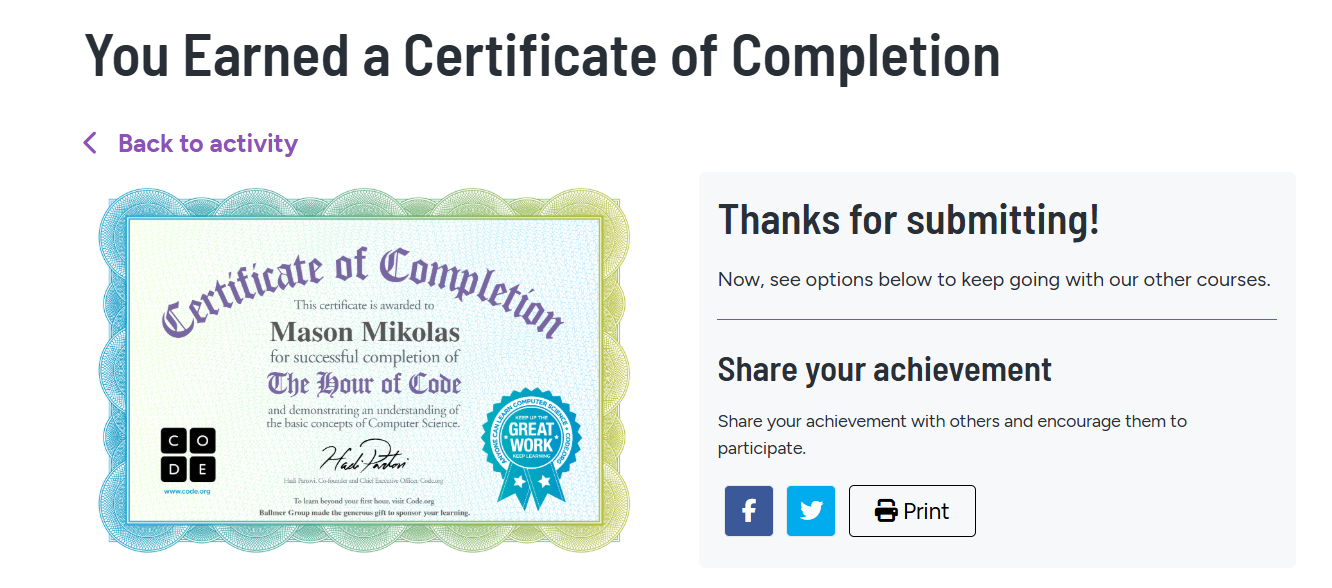 You Earned a Certificate of Completion
Back to activity
Certificate of Completion
This certificate is awarded to
Mason Mikolas
for successful completion of
The Hour of Code
and demonstrating an understanding of
the basic concepts of Computer Science.
C O
D E
www.code.org
Hadi Partovi
Hadi Partovi, Co-founder and Chief Executive Officer Code.org
To learn beyond your first hour, visit Code.org
Ballmer Group made the generous gift to sponsor your learning.
ANYONE CAN LEARN COMPUTER SCIENCE • CODE.ORG •
KEEP UP THE
GREAT
WORK
KEEP LEARNING
Thanks for submitting!
Now, see options below to keep going with our other courses.
Share your achievement
Share your achievement with others and encourage them to
participate.
f
Print